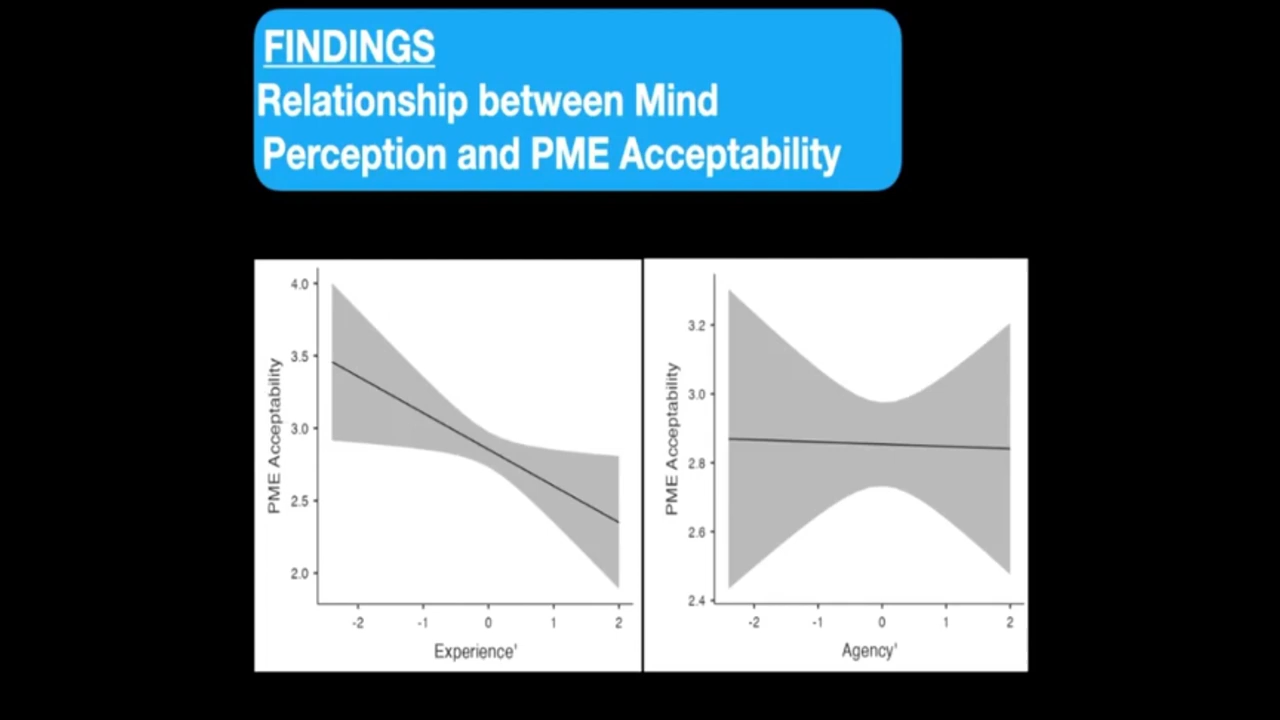 FINDINGS
Relationship between Mind
Perception and PME Acceptability
4.0
3.5
3.0
2.5
2.0
PME Acceptability
-2 -1 0 1 2
Experience'
3.2
3.0
2.8
2.6
2.4
PME Acceptability
-2 -1 0 1 2
Agency'